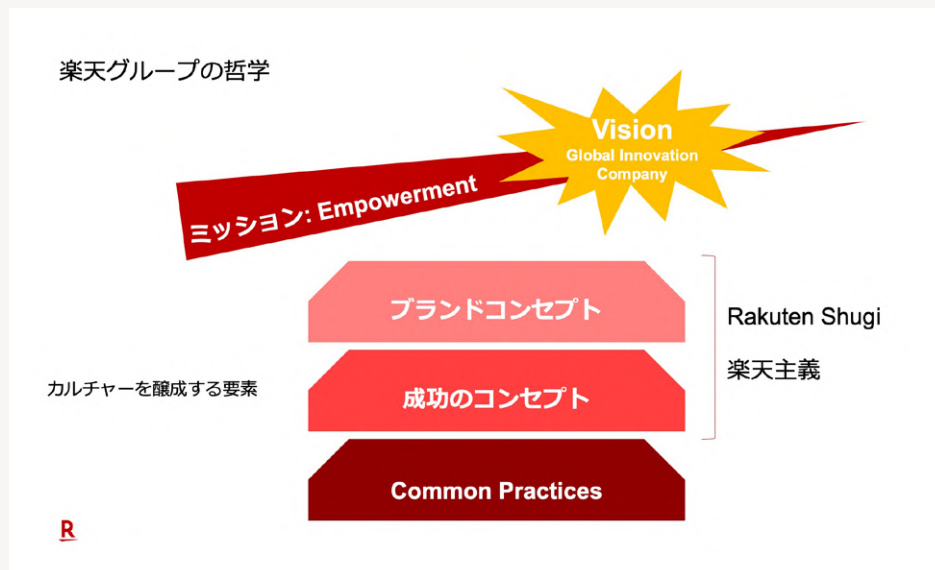 楽天グループの哲学
Vision
Global Innovation
Company
ミッション: Empowerment
ブランドコンセプト
Rakuten Shugi
楽天主義
カルチャーを醸成する要素
成功のコンセプト
Common Practices
R